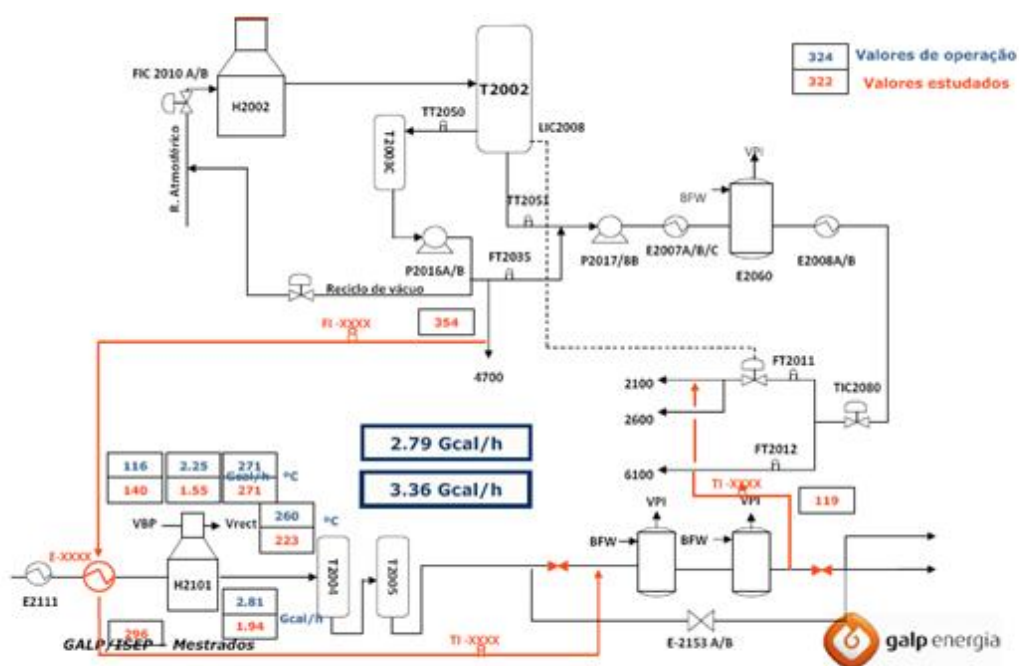 324 Valores de operação
322 Valores estudados
FIC 2010 A/B
H2002
T2002
TT2050
LIC2008
T2003C
R. Atmosférico
TT2051
VPI
BFW
P2016A/B
FT2035
P2017/8B
E2007A/B/C
E2060
E2008A/B
Reciclo de vácuo
FI -XXXX
354
4700
2100
FT2011
TIC2080
2600
FT2012
6100
2.79 Gcal/h
3.36 Gcal/h
116 2.25 271
Gcal/h ºC
140 1.55 271
TI -XXXX
119
260 ºC
223
VBP Vrect
VPI VPI
BFW BFW
E-XXXX
E2111
H2101
T2004
T2005
2.81
Gcal/h
1.94
296
GALP/ISEP - Mestrados
TI -XXXX
E-2153 A/B
galp energia